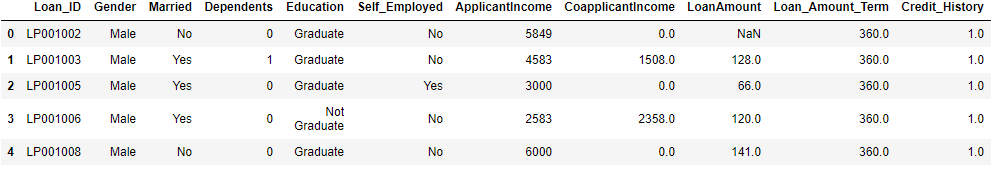 Loan_ID Gender Married Dependents Education Self_Employed ApplicantIncome CoapplicantIncome LoanAmount Loan_Amount_Term Credit_History
0 LP001002 Male No 0 Graduate No 5849 0.0 NaN 360.0 1.0
1 LP001003 Male Yes 1 Graduate No 4583 1508.0 128.0 360.0 1.0
2 LP001005 Male Yes 0 Graduate Yes 3000 0.0 66.0 360.0 1.0
3 LP001006 Male Yes 0 Not Graduate No 2583 2358.0 120.0 360.0 1.0
4 LP001008 Male No 0 Graduate No 6000 0.0 141.0 360.0 1.0